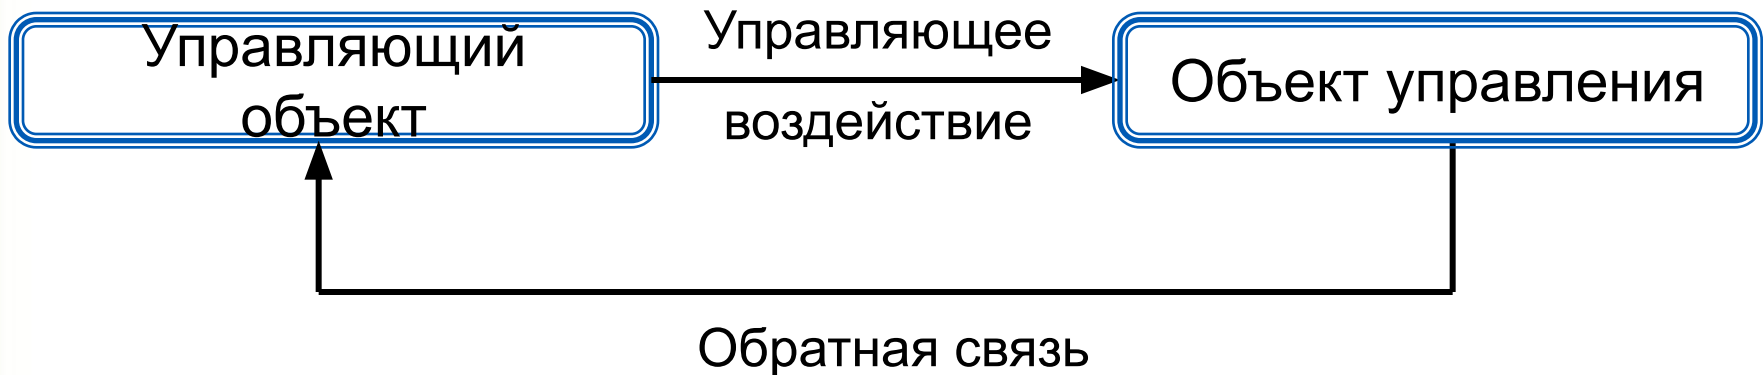 Управляющий
объект
Управляющее
воздействие
Объект управления
Обратная связь